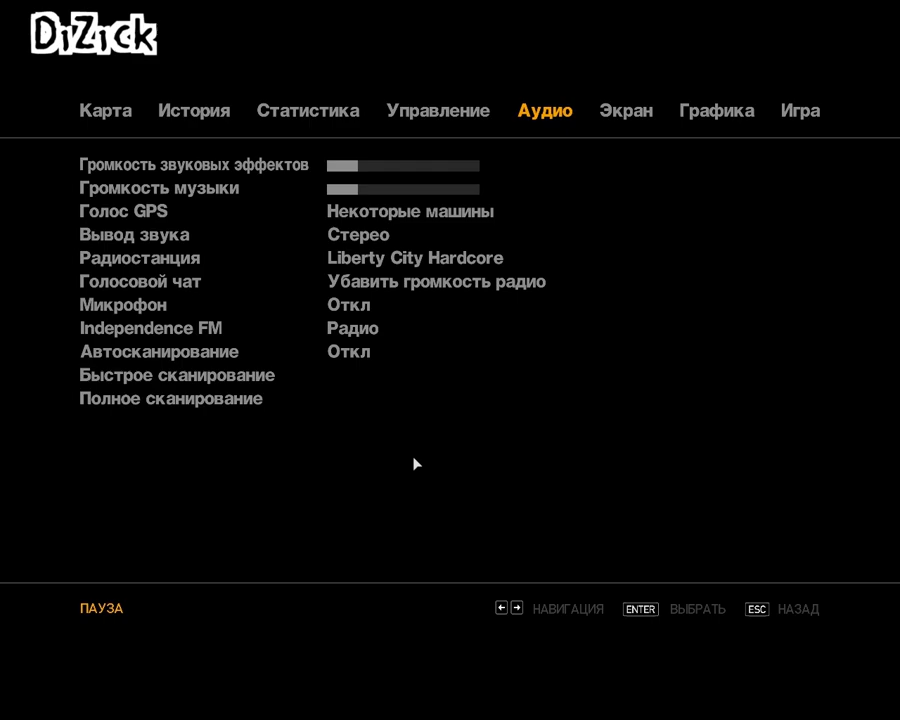 DiZick
Карта История Статистика Управление Аудио Экран Графика Игра
Громкость звуковых эффектов
Громкость музыки
Голос GPS Некоторые машины
Вывод звука Стерео
Радиостанция Liberty City Hardcore
Голосовой чат Убавить громкость радио
Микрофон Откл
Independence FM Радио
Автосканирование Откл
Быстрое сканирование
Полное сканирование
ПАУЗА НАВИГАЦИЯ ENTER ВЫБРАТЬ ESC НАЗАД